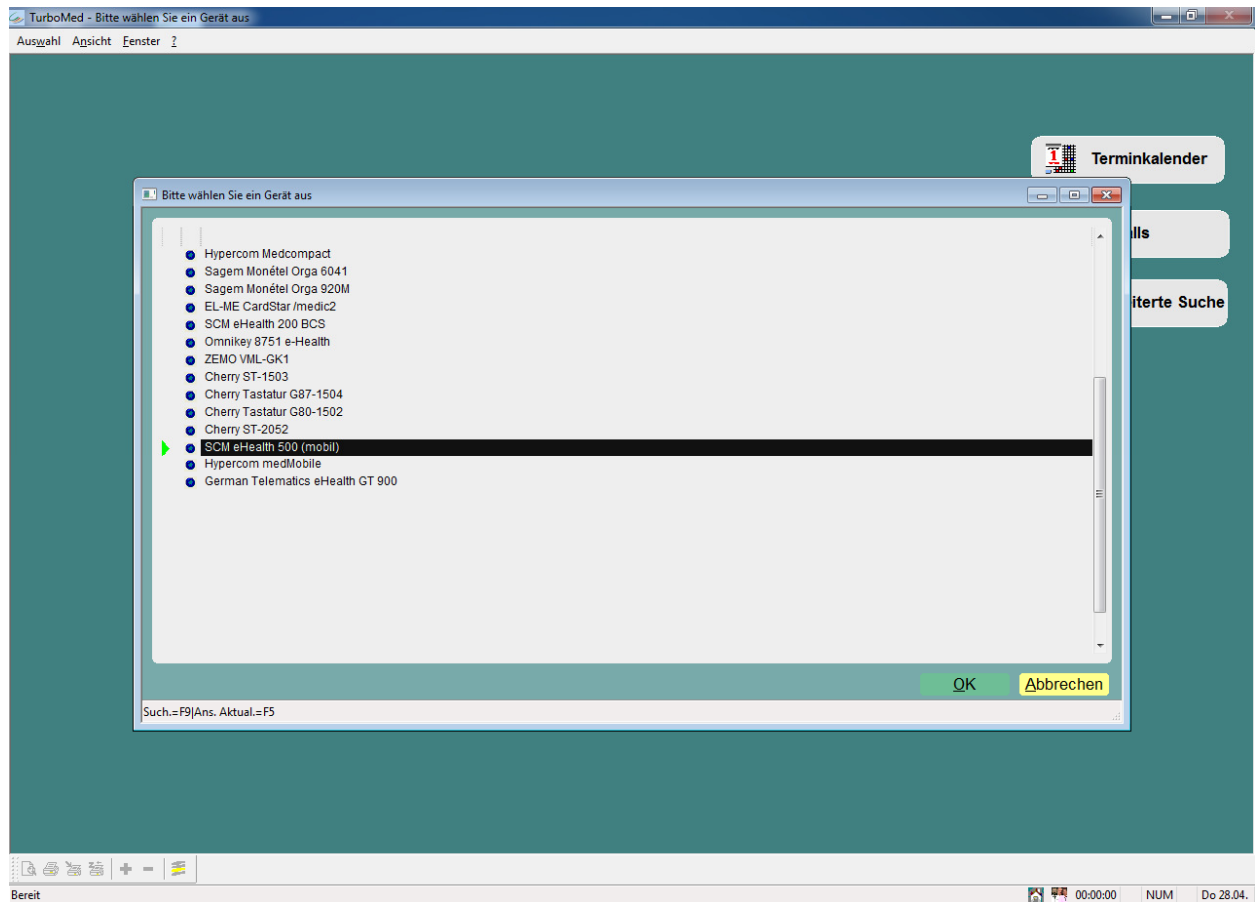 TurboMed - Bitte wählen Sie ein Gerät aus
Auswahl Ansicht Fenster ?
Terminkalender
Bitte wählen Sie ein Gerät aus
lls
Hypercom Medcompact
Sagem Monétel Orga 6041
Sagem Monétel Orga 920M
EL-ME CardStar /medic2
iterte Suche
SCM eHealth 200 BCS
Omnikey 8751 e-Health
ZEMO VML-GK1
Cherry ST-1503
Cherry Tastatur G87-1504
Cherry Tastatur G80-1502
Cherry ST-2052
SCM eHealth 500 (mobil)
Hypercom medMobile
German Telematics eHealth GT 900
OK Abbrechen
Such.=F9|Ans. Aktual.=F5
Bereit 00:00:00 NUM Do 28.04.